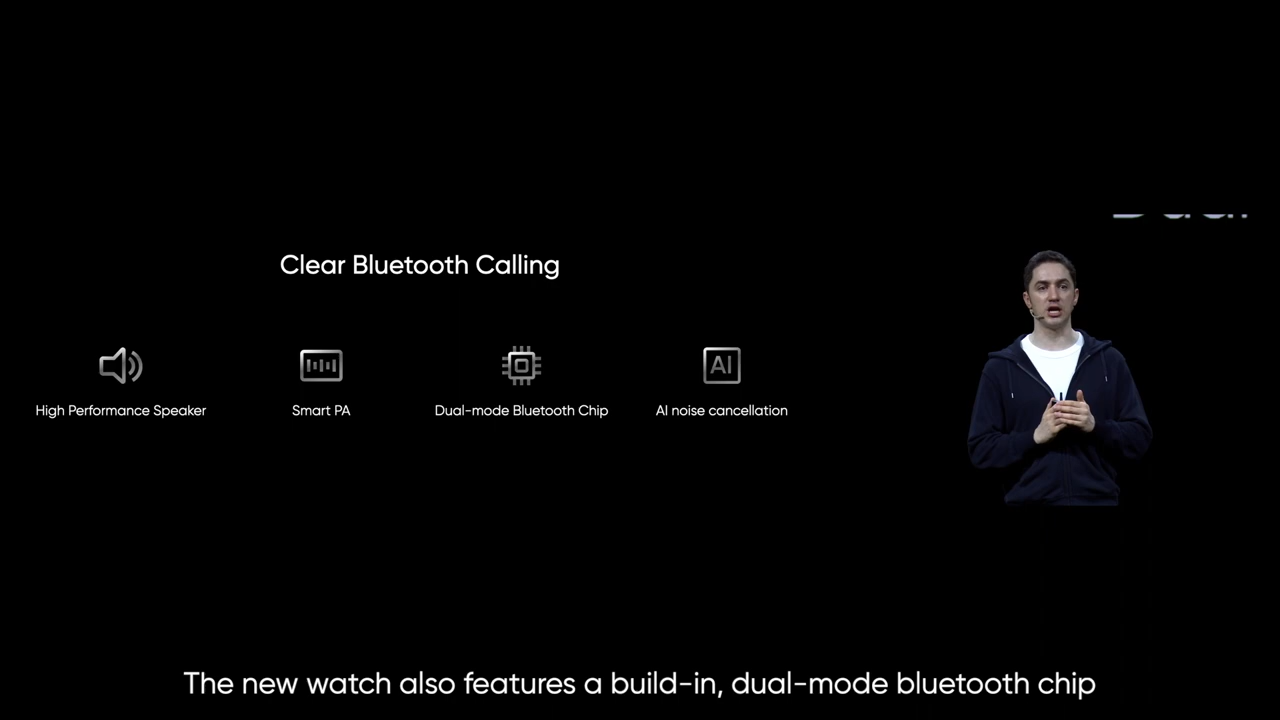 Clear Bluetooth Calling
High Performance Speaker
Smart PA
Dual-mode Bluetooth Chip
AI
AI noise cancellation
The new watch also features a build-in, dual-mode bluetooth chip